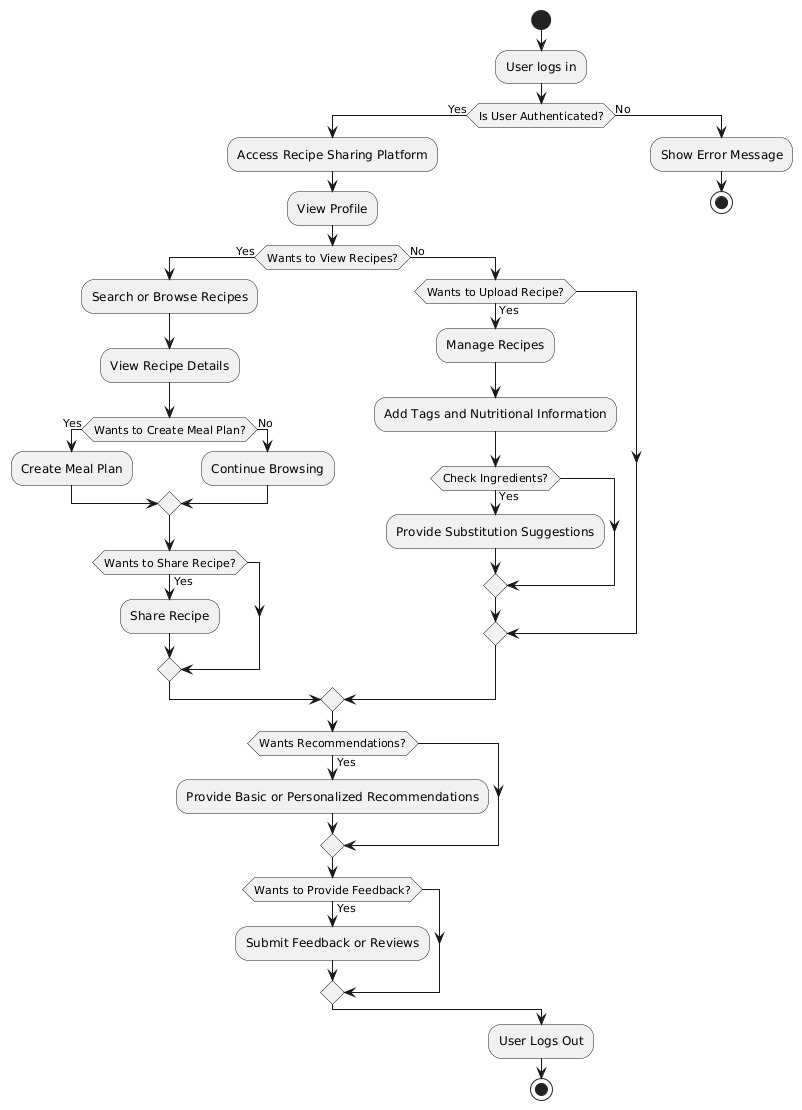 User logs in
Yes
Is User Authenticated?
No
Access Recipe Sharing Platform
Show Error Message
View Profile
Yes
Wants to View Recipes?
No
Search or Browse Recipes
Wants to Upload Recipe?
Yes
Manage Recipes
View Recipe Details
Add Tags and Nutritional Information
Yes
Wants to Create Meal Plan?
No
Create Meal Plan
Continue Browsing
Check Ingredients?
Yes
Provide Substitution Suggestions
Wants to Share Recipe?
Yes
Share Recipe
Wants Recommendations?
Yes
Provide Basic or Personalized Recommendations
Wants to Provide Feedback?
Yes
Submit Feedback or Reviews
User Logs Out